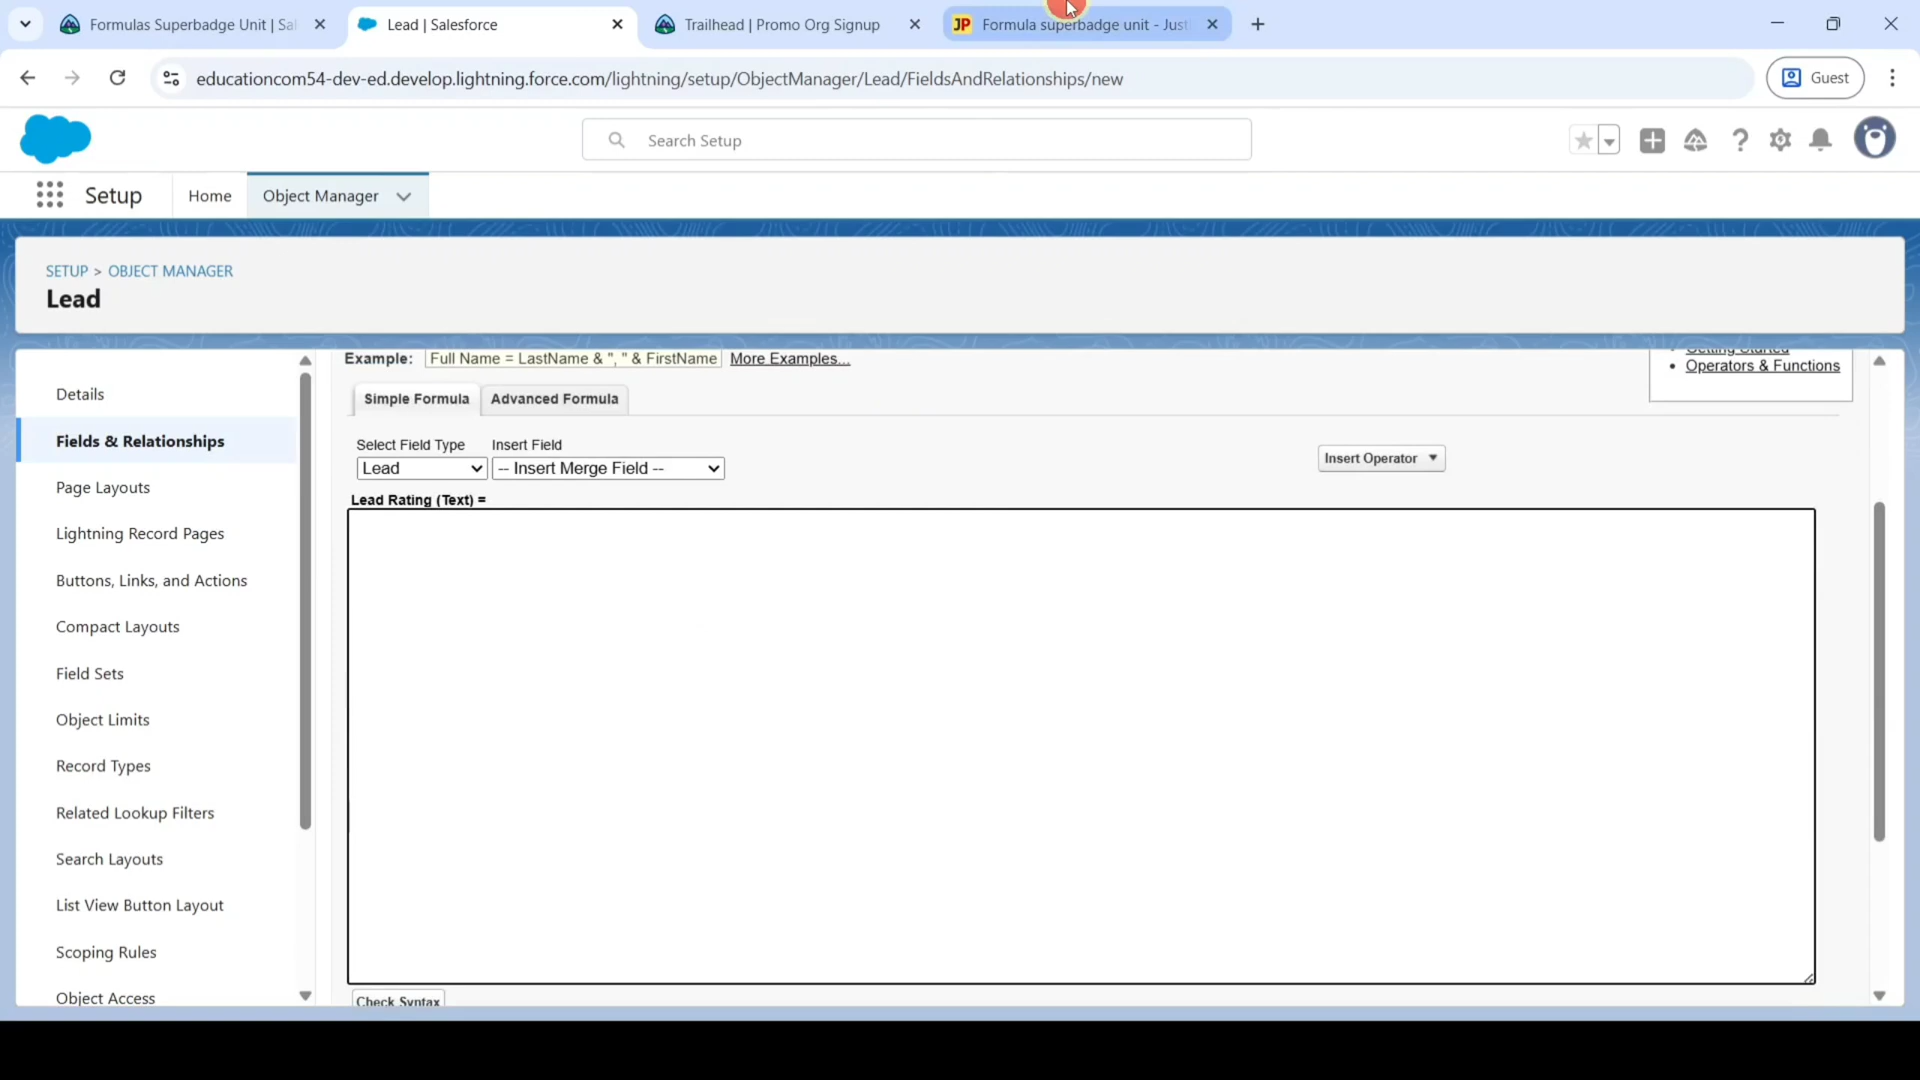 Formulas Superbadge Unit | Sa
Lead | Salesforce
Trailhead | Promo Org Signup
JP Formula superbadge unit - Just
educationcom54-dev-ed.develop.lightning.force.com/lightning/setup/ObjectManager/Lead/FieldsAndRelationships/new
Guest
Search Setup
Setup
Home
Object Manager
SETUP > OBJECT MANAGER
Lead
Details
Fields & Relationships
Page Layouts
Lightning Record Pages
Buttons, Links, and Actions
Compact Layouts
Field Sets
Object Limits
Record Types
Related Lookup Filters
Search Layouts
List View Button Layout
Scoping Rules
Object Access
Example: Full Name = LastName & ", " & FirstName More Examples...
Getting Started
• Operators & Functions
Simple Formula
Advanced Formula
Select Field Type
Insert Field
Lead
-- Insert Merge Field --
Insert Operator
Lead Rating (Text) =
Check Syntax